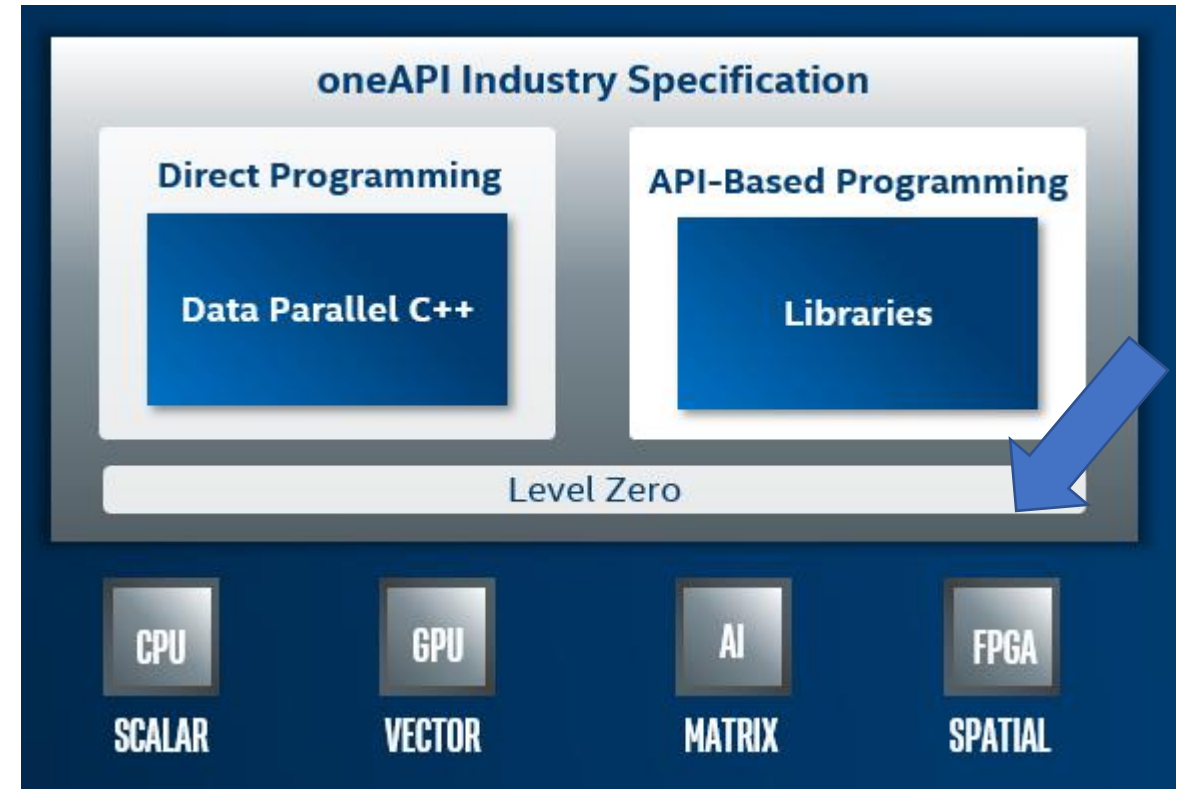 oneAPI Industry Specification
Direct Programming
API-Based Programming
Data Parallel C++
Libraries
Level Zero
CPU
GPU
AI
FPGA
SCALAR
VECTOR
MATRIX
SPATIAL